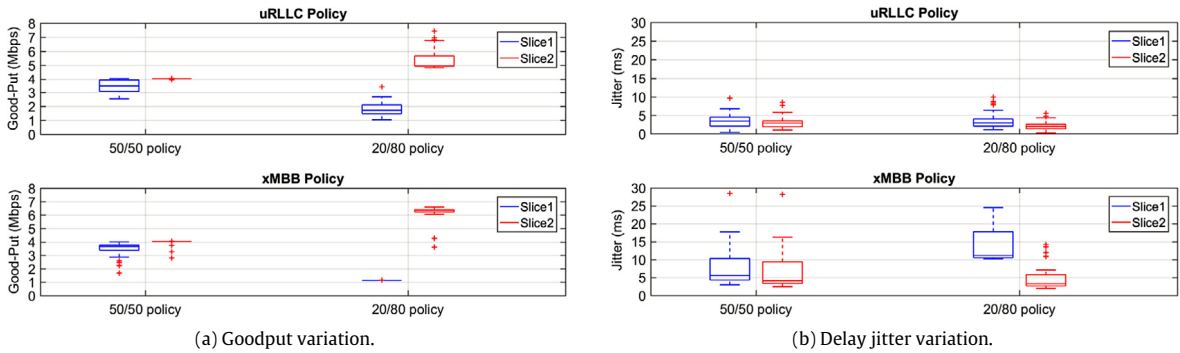 uRLLC Policy
Good-Put (Mbps)
8
7
6
5
4
3
2
1
0
Slice1
Slice2
50/50 policy
20/80 policy
xMBB Policy
Good-Put (Mbps)
8
7
6
5
4
3
2
1
0
Slice1
Slice2
50/50 policy
20/80 policy
(a) Goodput variation.
uRLLC Policy
Jitter (ms)
30
25
20
15
10
5
0
Slice1
Slice2
50/50 policy
20/80 policy
xMBB Policy
Jitter (ms)
30
25
20
15
10
5
0
Slice1
Slice2
50/50 policy
20/80 policy
(b) Delay jitter variation.